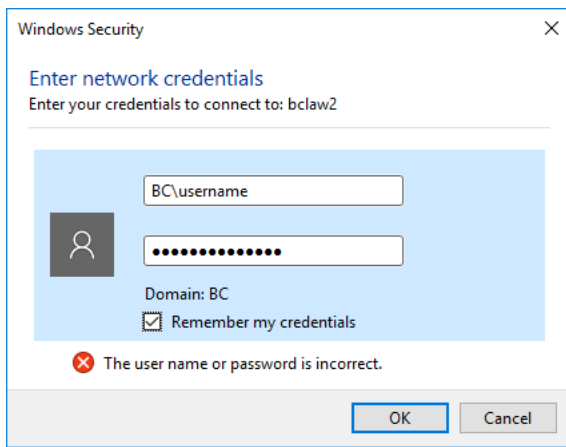 Windows Security
Enter network credentials
Enter your credentials to connect to: bclaw2
BC\username
••••••••••••••
Domain: BC
Remember my credentials
The user name or password is incorrect.
OK
Cancel